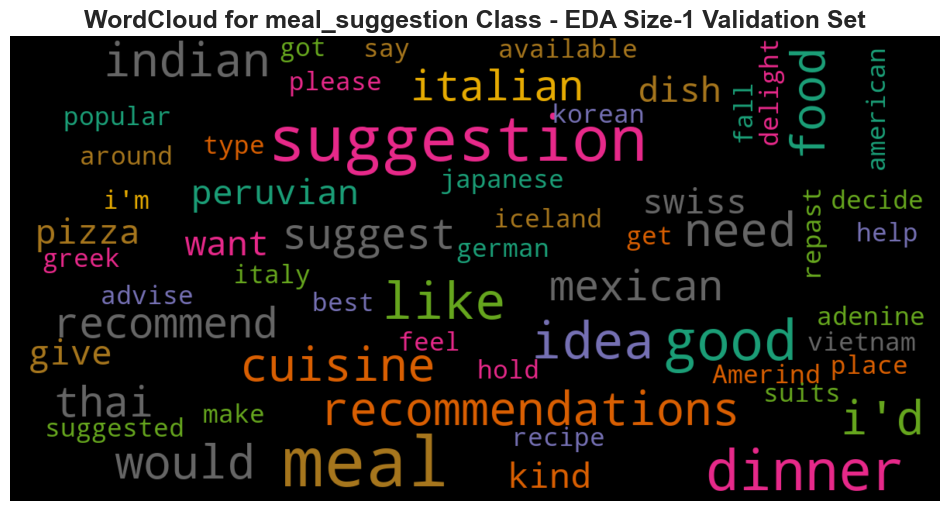 WordCloud for meal_suggestion Class - EDA Size-1 Validation Set
indian
got
say
available
please
italian
dish
food
delight
fall
american
popular
korean
around
type
suggestion
i'm
peruvian
japanese
swiss
decide
repast
help
pizza
greek
want
suggest
iceland
german
get
need
italy
advise
best
like
mexican
recommend
give
feel
idea
good
adenine
vietnam
cuisine
hold
Amerind
place
thai
suggested
make
recommendations
suits
i'd
would
meal
recipe
kind
dinner